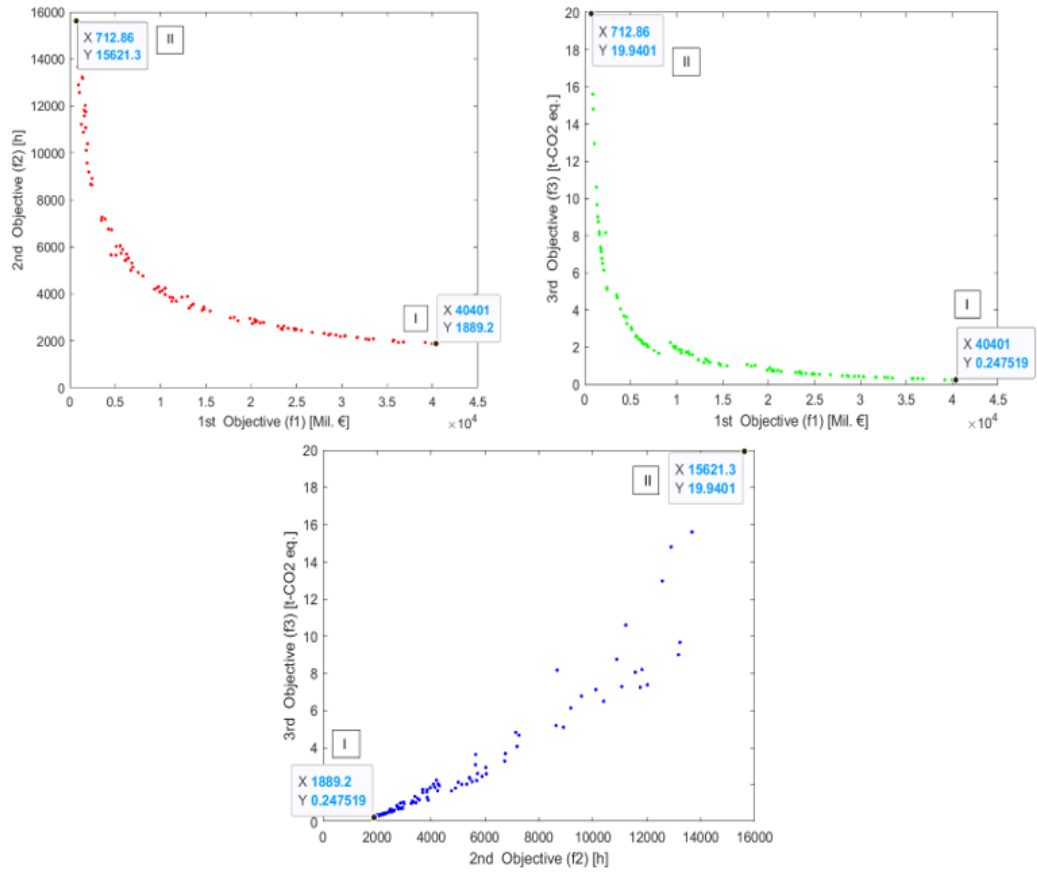 16000
14000
12000
10000
8000
6000
4000
2000
0
2nd Objective (f2) [h]
X 712.86
Y 15621.3
II
I
X 40401
Y 1889.2
0 0.5 1 1.5 2 2.5 3 3.5 4 4.5
1st Objective (f1) [Mil. €]
×10^4
20
18
16
14
12
10
8
6
4
2
0
3rd Objective (f3) [t-CO2 eq.]
X 712.86
Y 19.9401
II
I
X 40401
Y 0.247519
0 0.5 1 1.5 2 2.5 3 3.5 4 4.5
1st Objective (f1) [Mil. €]
×10^4
20
18
16
14
12
10
8
6
4
2
0
3rd Objective (f3) [t-CO2 eq.]
II
X 15621.3
Y 19.9401
I
X 1889.2
Y 0.247519
2000 4000 6000 8000 10000 12000 14000 16000
2nd Objective (f2) [h]